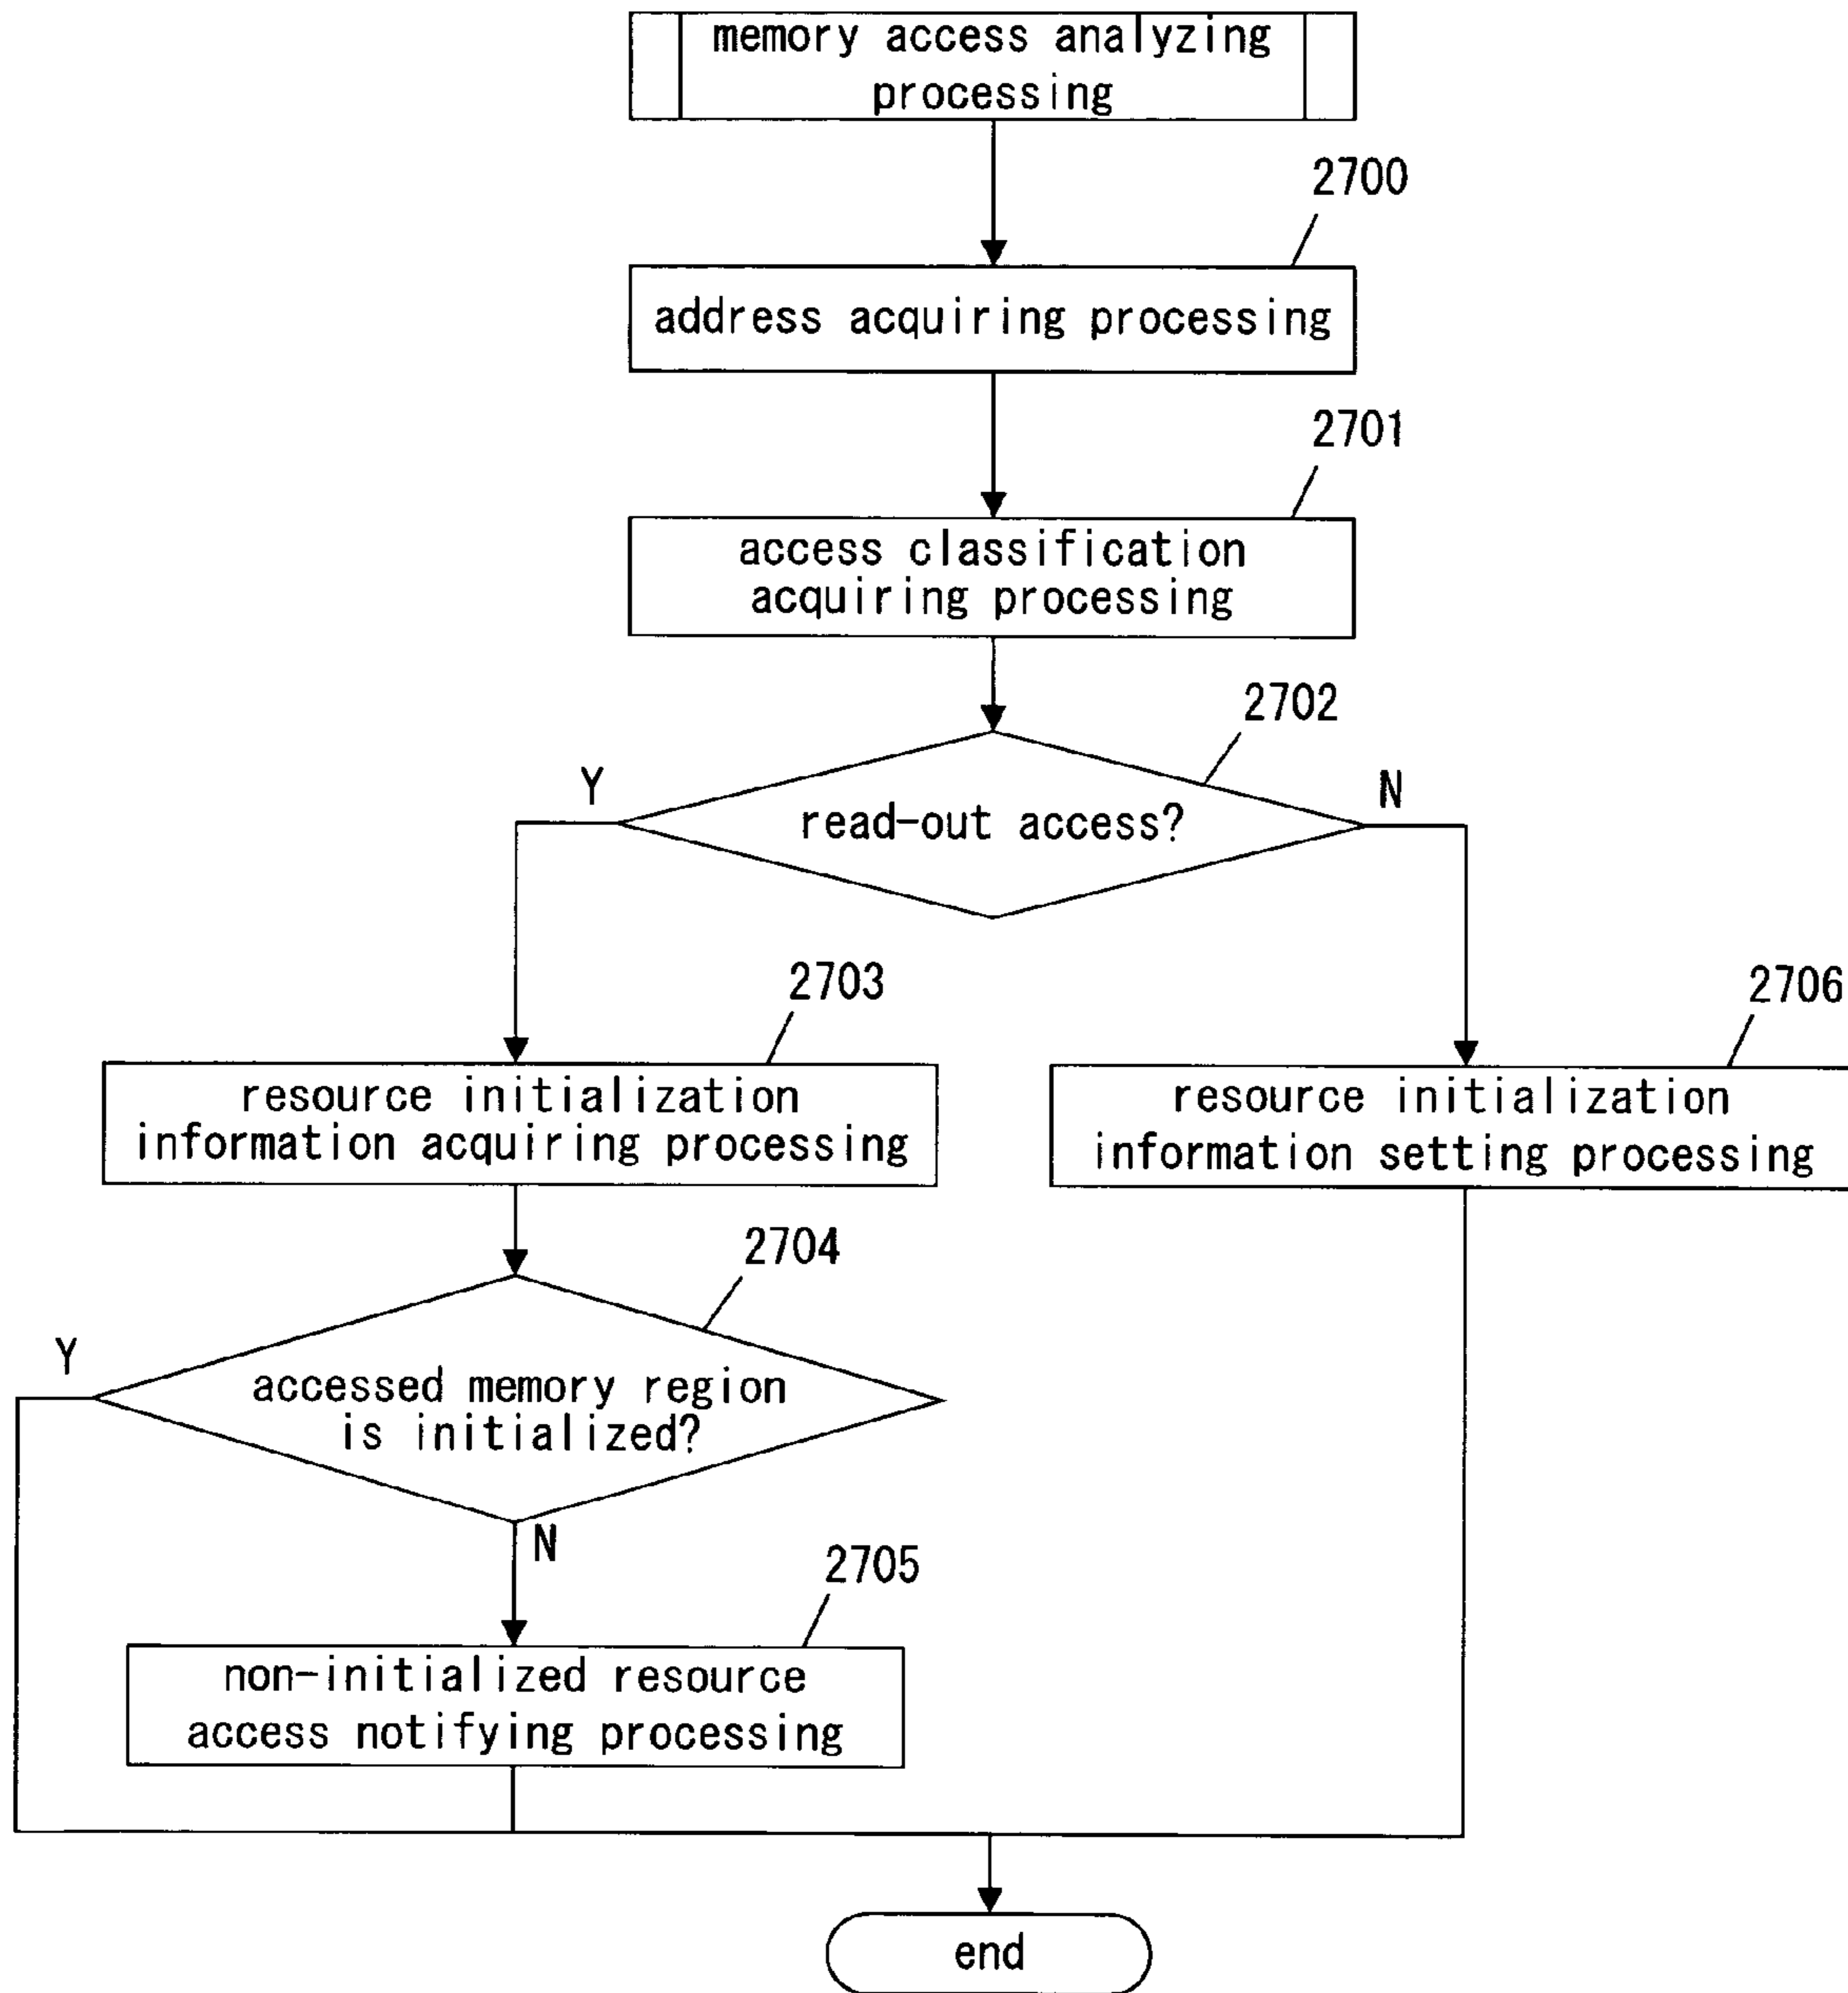 memory access analyzing
processing
2700
address acquiring processing
2701
access classification
acquiring processing
2702
Y
N
read-out access?
2703
2706
resource initialization
information acquiring processing
resource initialization
information setting processing
2704
Y
accessed memory region
is initialized?
N
2705
non-initialized resource
access notifying processing
end